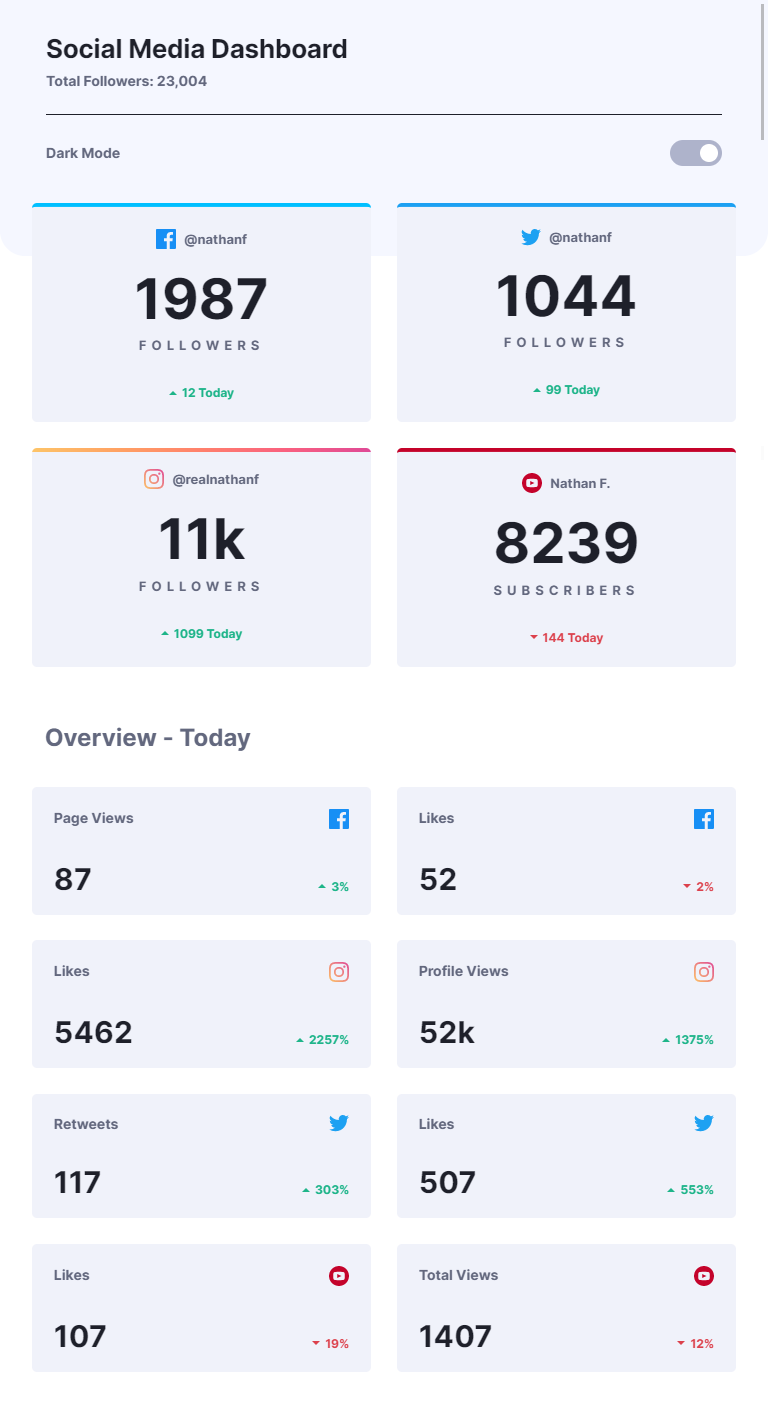 Social Media Dashboard
Total Followers: 23,004
Dark Mode
@nathanf
1987
FOLLOWERS
12 Today
@nathanf
1044
FOLLOWERS
99 Today
@realnathanf
11k
FOLLOWERS
1099 Today
Nathan F.
8239
SUBSCRIBERS
144 Today
Overview - Today
Page Views
87
3%
Likes
52
2%
Likes
5462
2257%
Profile Views
52k
1375%
Retweets
117
303%
Likes
507
553%
Likes
107
19%
Total Views
1407
12%